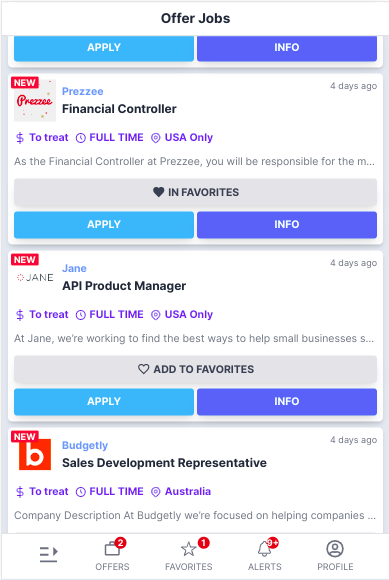 Offer Jobs
APPLY
INFO
NEW
Prezzee
4 days ago
Prezzee
Financial Controller
To treat
FULL TIME
USA Only
As the Financial Controller at Prezzee, you will be responsible for the m...
IN FAVORITES
APPLY
INFO
NEW
JANE
4 days ago
Jane
API Product Manager
To treat
FULL TIME
USA Only
At Jane, we're working to find the best ways to help small businesses s...
ADD TO FAVORITES
APPLY
INFO
NEW
b
4 days ago
Budgetly
Sales Development Representative
To treat
FULL TIME
Australia
Company Description At Budgetly we're focused on helping companies ...
2
1
9+
OFFERS
FAVORITES
ALERTS
PROFILE